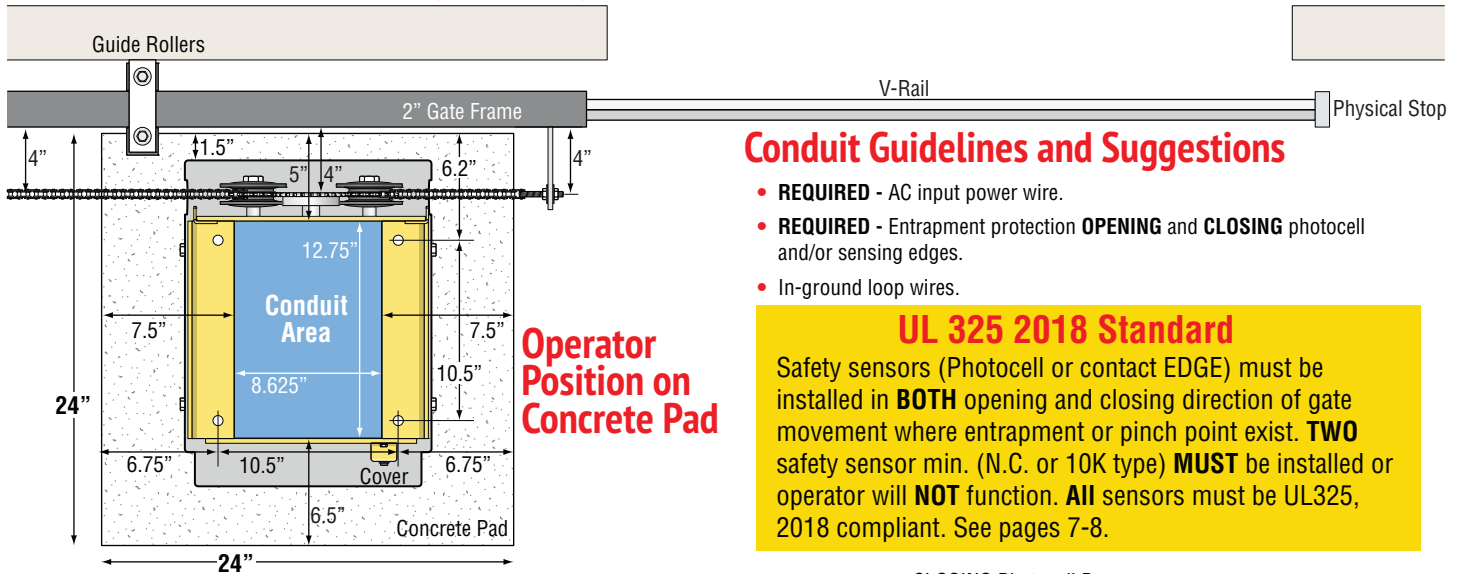 Guide Rollers
V-Rail
2” Gate Frame
Physical Stop
4”
1.5”
5”
4”
6.2”
4”
12.75”
Conduit
Area
7.5”
7.5”
8.625”
10.5”
24”
6.75”
10.5”
6.75”
Cover
6.5”
Concrete Pad
24”
Operator
Position on
Concrete Pad
Conduit Guidelines and Suggestions
• REQUIRED - AC input power wire.
• REQUIRED - Entrapment protection OPENING and CLOSING photocell
and/or sensing edges.
• In-ground loop wires.
UL 325 2018 Standard
Safety sensors (Photocell or contact EDGE) must be
installed in BOTH opening and closing direction of gate
movement where entrapment or pinch point exist. TWO
safety sensor min. (N.C. or 10K type) MUST be installed or
operator will NOT function. All sensors must be UL325,
2018 compliant. See pages 7-8.